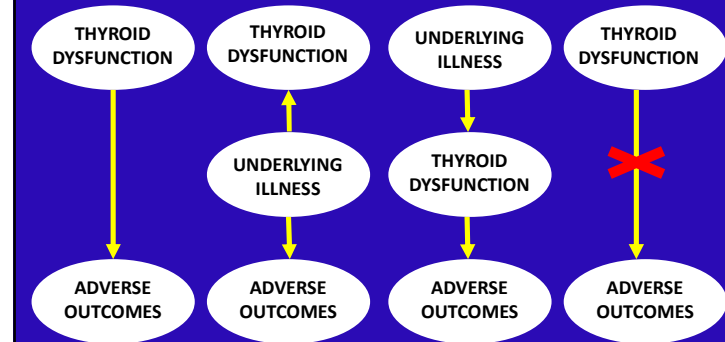 THYROID
DYSFUNCTION
THYROID
DYSFUNCTION
UNDERLYING
ILLNESS
THYROID
DYSFUNCTION
UNDERLYING
ILLNESS
THYROID
DYSFUNCTION
ADVERSE
OUTCOMES
ADVERSE
OUTCOMES
ADVERSE
OUTCOMES
ADVERSE
OUTCOMES